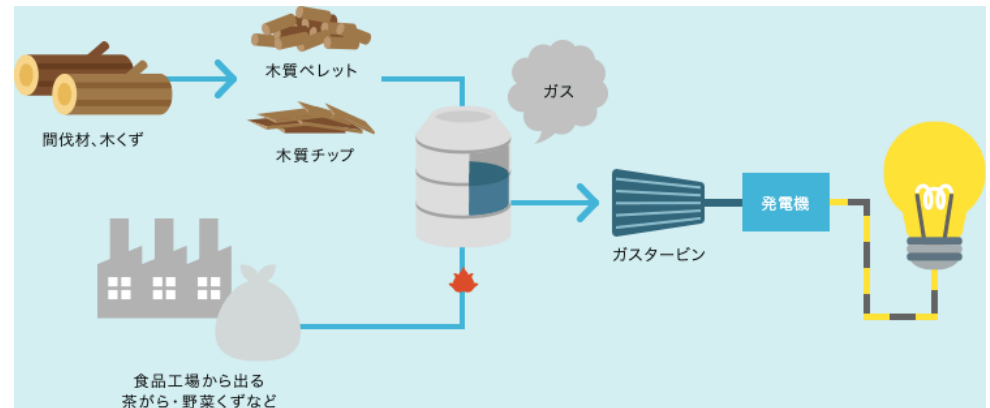 間伐材、木くず
木質ペレット
木質チップ
ガス
ガスタービン
発電機
食品工場から出る
茶がら・野菜くずなど